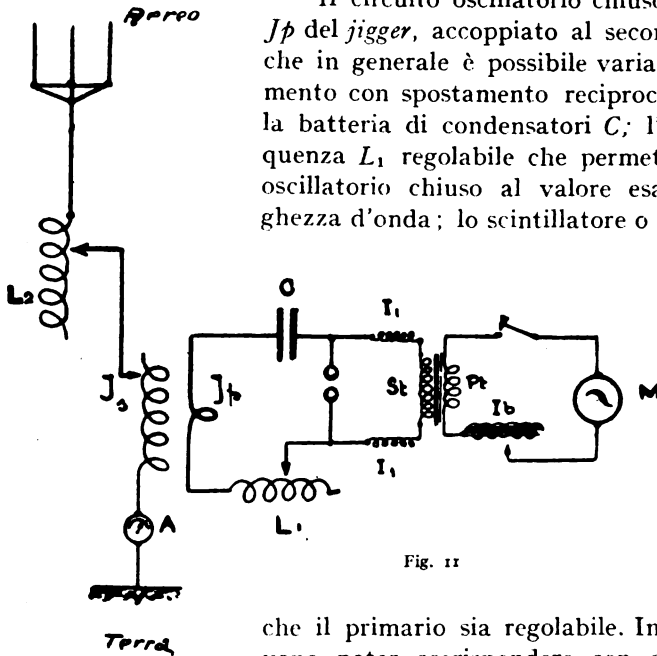 Aereo
Il circuito oscillatorio chiuso
Jp del jigger, accoppiato al secon
che in generale è possibile varia
mento con spostamento reciproc
la batteria di condensatori C; l'
quenza L₁ regolabile che permet
oscillatorio chiuso al valore esa
ghezza d'onda; lo scintillatore o
L2
C
I₁
Js
Jp
St
Pt
Ib
M
I₁
L₁
A
Fig. 11
Terra
che il primario sia regolabile. In